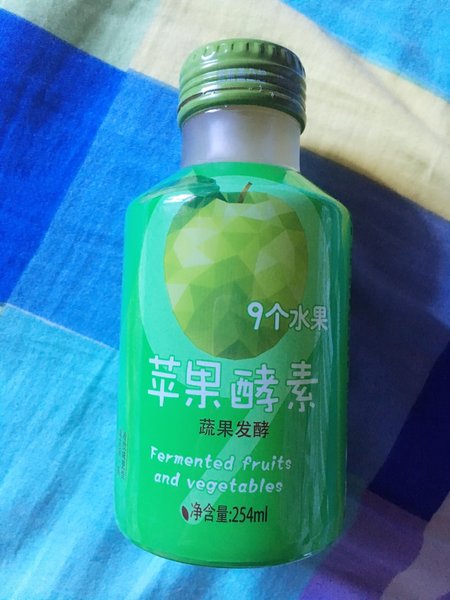 9个水果
苹果酵素
蔬果发酵
Fermented fruits
and vegetables
净含量:254ml